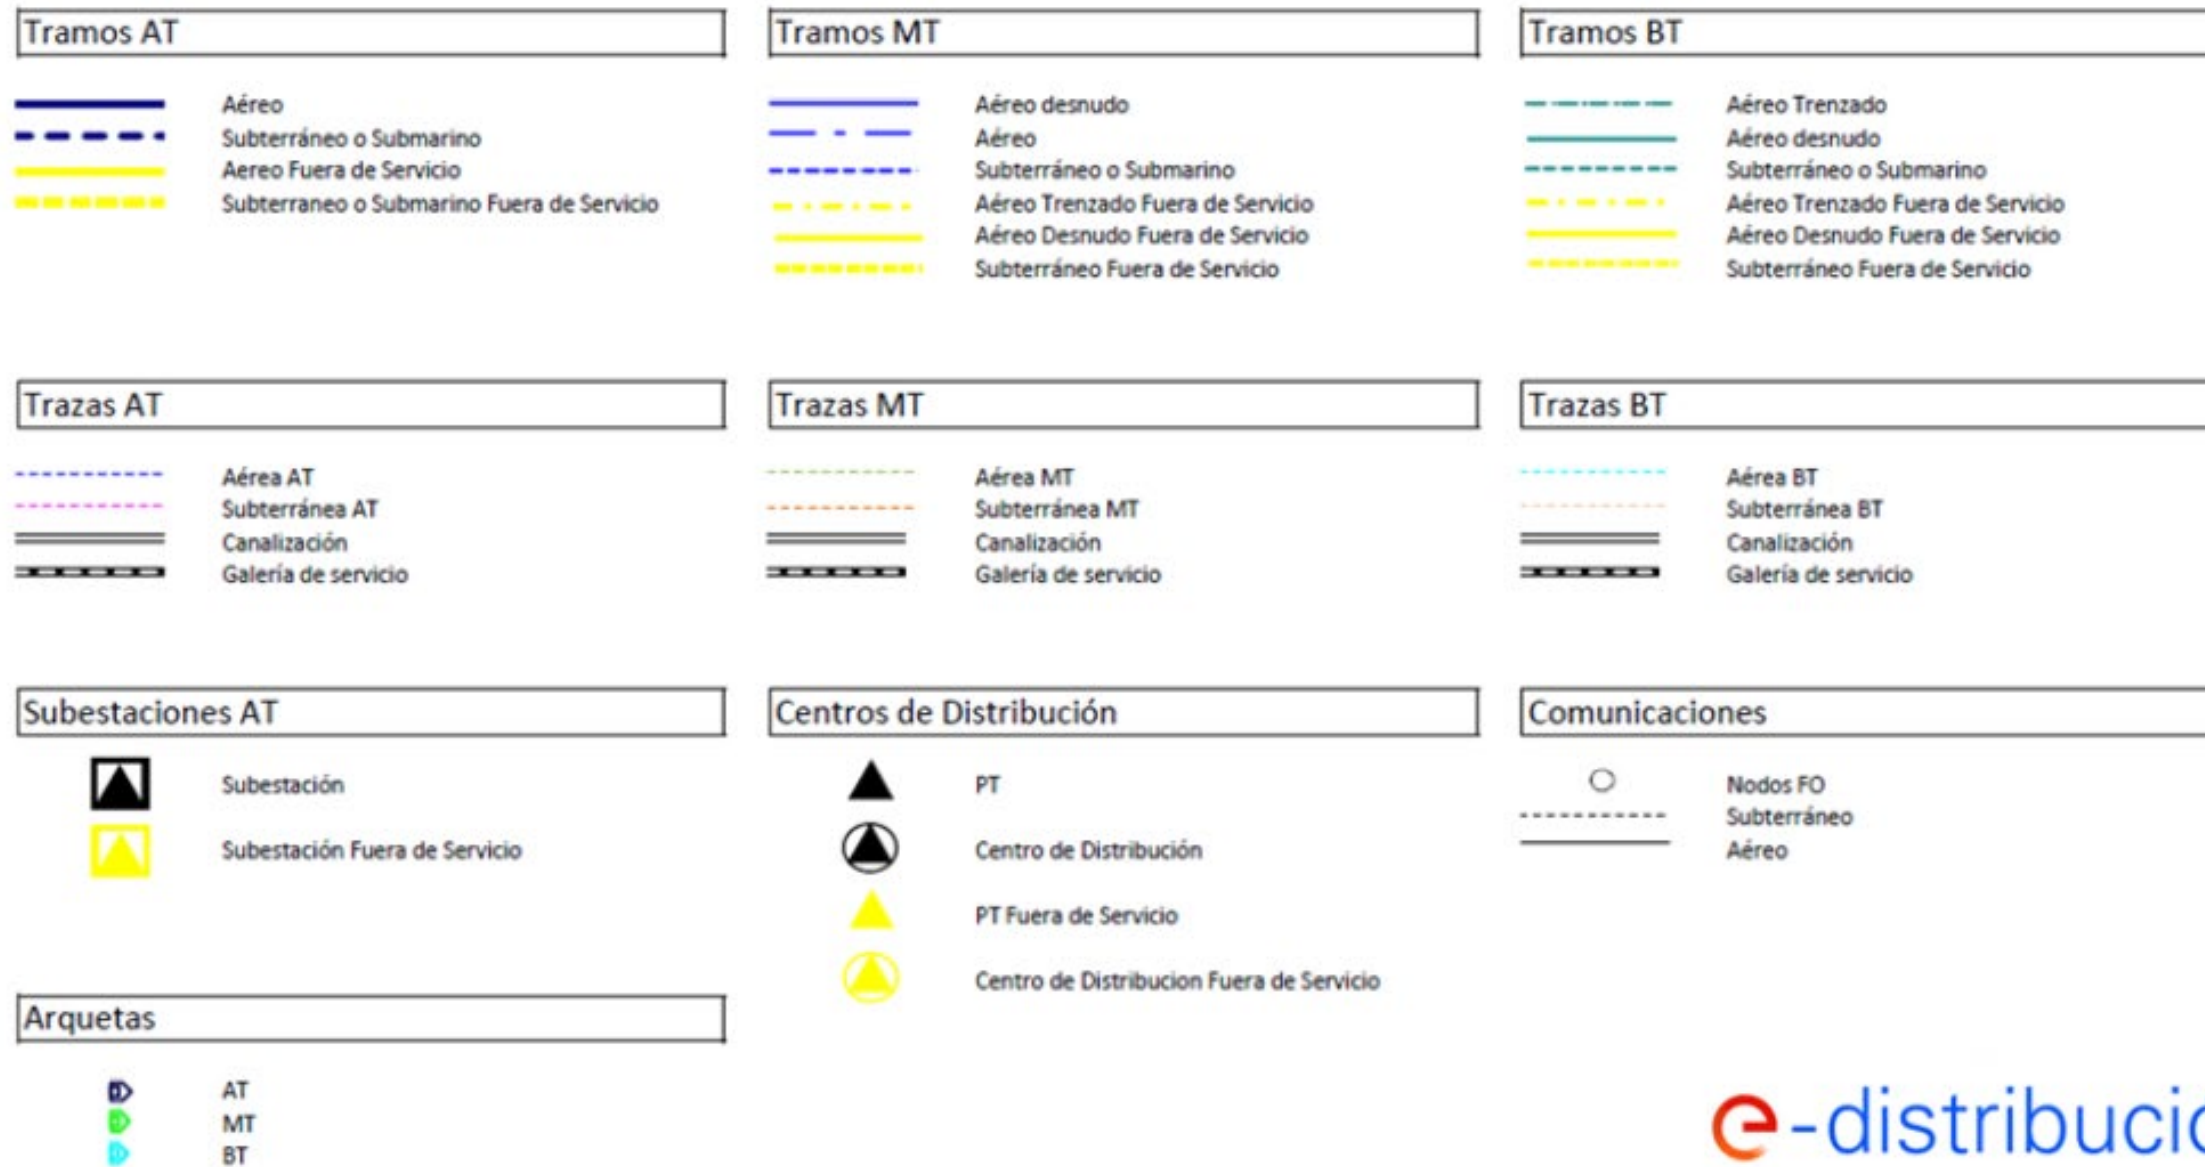 Tramos AT
Aéreo
Subterráneo o Submarino
Aereo Fuera de Servicio
Subterraneo o Submarino Fuera de Servicio
Tramos MT
Aéreo desnudo
Aéreo
Subterráneo o Submarino
Aéreo Trenzado Fuera de Servicio
Aéreo Desnudo Fuera de Servicio
Subterráneo Fuera de Servicio
Tramos BT
Aéreo Trenzado
Aéreo desnudo
Subterráneo o Submarino
Aéreo Trenzado Fuera de Servicio
Aéreo Desnudo Fuera de Servicio
Subterráneo Fuera de Servicio
Trazas AT
Aérea AT
Subterránea AT
Canalización
Galería de servicio
Trazas MT
Aérea MT
Subterránea MT
Canalización
Galería de servicio
Trazas BT
Aérea BT
Subterránea BT
Canalización
Galería de servicio
Subestaciones AT
Subestación
Subestación Fuera de Servicio
Centros de Distribución
PT
Centro de Distribución
PT Fuera de Servicio
Centro de Distribucion Fuera de Servicio
Comunicaciones
Nodos FO
Subterráneo
Aéreo
Arquetas
AT
MT
BT
e-distribucio